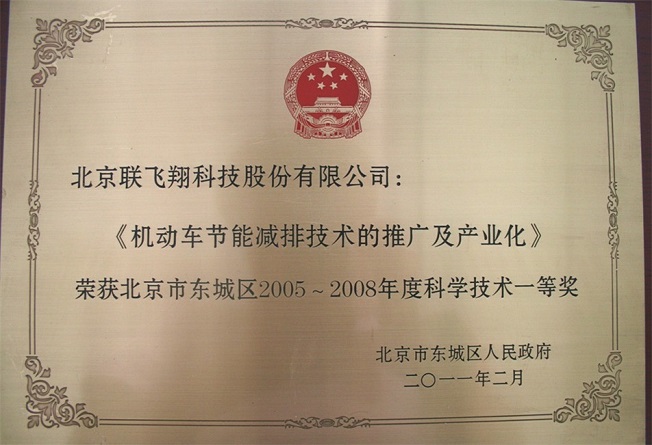 北京联飞翔科技股份有限公司：
《机动车节能减排技术的推广及产业化》
荣获北京市东城区2005～2008年度科学技术一等奖
北京市东城区人民政府
二〇一一年二月